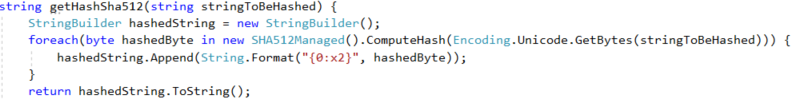 string getHashSha512(string stringToBeHashed) {
    StringBuilder hashedString = new StringBuilder();
    foreach(byte hashedByte in new SHA512Managed().ComputeHash(Encoding.Unicode.GetBytes(stringToBeHashed))) {
        hashedString.Append(String.Format("{0:x2}", hashedByte));
    }
    return hashedString.ToString();